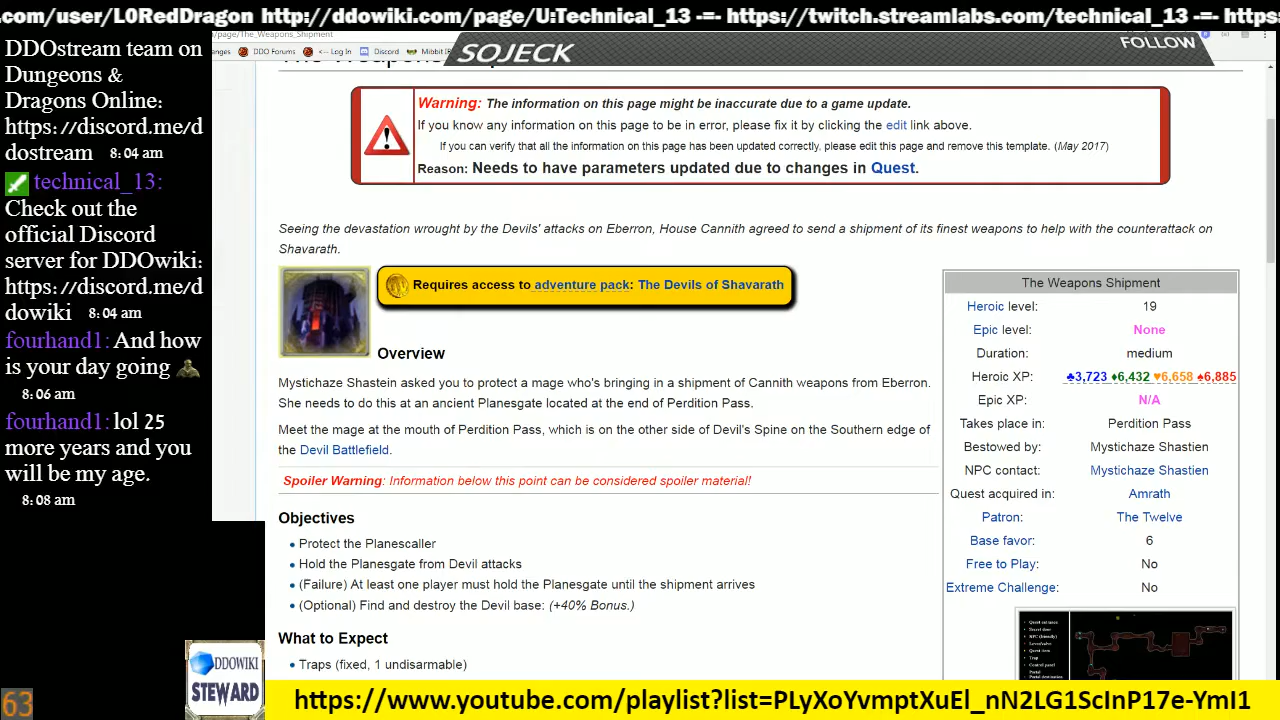 .com/user/L0RedDragon http://ddowiki.com/page/U:Technical_13 -=- https://twitch.streamlabs.com/technical_13 -=- https:
/page/The_Weapons_Shipment
DDO Forums <-- Log In Discord
SOJECK
FOLLOW
DDOstream team on
Dungeons &
Dragons Online:
https://discord.me/d
dostream 8:04 am
technical_13:
Check out the
official Discord
server for DDOwiki:
https://discord.me/d
dowiki 8:04 am
fourhand1: And how
is your day going
8:06 am
fourhand1: lol 25
more years and you
will be my age.
8:08 am
Warning: The information on this page might be inaccurate due to a game update.
If you know any information on this page to be in error, please fix it by clicking the edit link above.
If you can verify that all the information on this page has been updated correctly, please edit this page and remove this template. (May 2017)
Reason: Needs to have parameters updated due to changes in Quest.
Seeing the devastation wrought by the Devils' attacks on Eberron, House Cannith agreed to send a shipment of its finest weapons to help with the counterattack on
Shavarath.
Requires access to adventure pack: The Devils of Shavarath
Overview
Mystichaze Shastein asked you to protect a mage who's bringing in a shipment of Cannith weapons from Eberron.
She needs to do this at an ancient Planesgate located at the end of Perdition Pass.
Meet the mage at the mouth of Perdition Pass, which is on the other side of Devil's Spine on the Southern edge of
the Devil Battlefield.
Spoiler Warning: Information below this point can be considered spoiler material!
Objectives
• Protect the Planescaller
• Hold the Planesgate from Devil attacks
• (Failure) At least one player must hold the Planesgate until the shipment arrives
• (Optional) Find and destroy the Devil base: (+40% Bonus.)
What to Expect
• Traps (fixed, 1 undisarmable)
The Weapons Shipment
Heroic level: 19
Epic level: None
Duration: medium
Heroic XP: ♣3,723 ♦6,432 ♥6,658 ♠6,885
Epic XP: N/A
Takes place in: Perdition Pass
Bestowed by: Mystichaze Shastien
NPC contact: Mystichaze Shastien
Quest acquired in: Amrath
Patron: The Twelve
Base favor: 6
Free to Play: No
Extreme Challenge: No
DDOWIKI
STEWARD
63
https://www.youtube.com/playlist?list=PLyXoYvmptXuEl_nN2LG1ScInP17e-YmI1